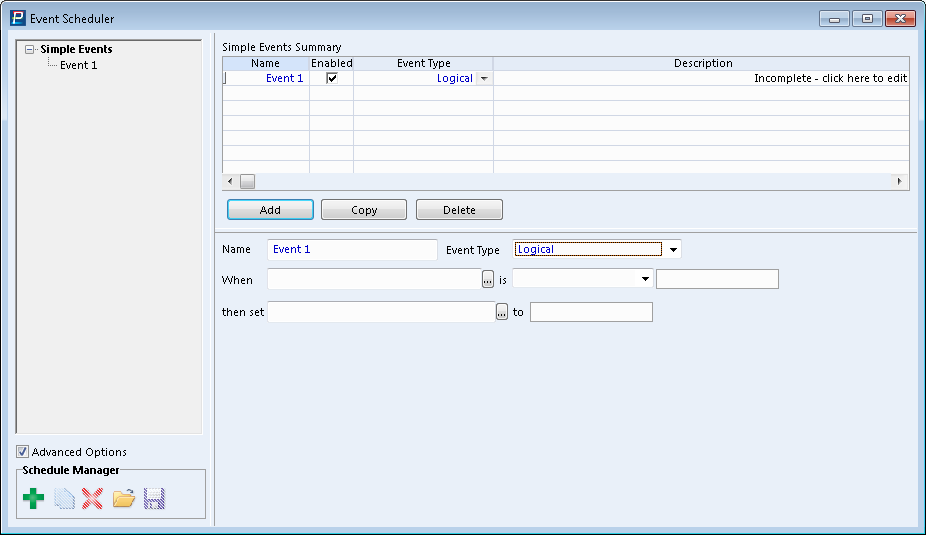 Event Scheduler
Simple Events
Event 1
Advanced Options
Schedule Manager
Simple Events Summary
Name Enabled Event Type Description
Event 1 Logical Incomplete - click here to edit
Add Copy Delete
Name Event 1 Event Type Logical
When ... is
then set ... to